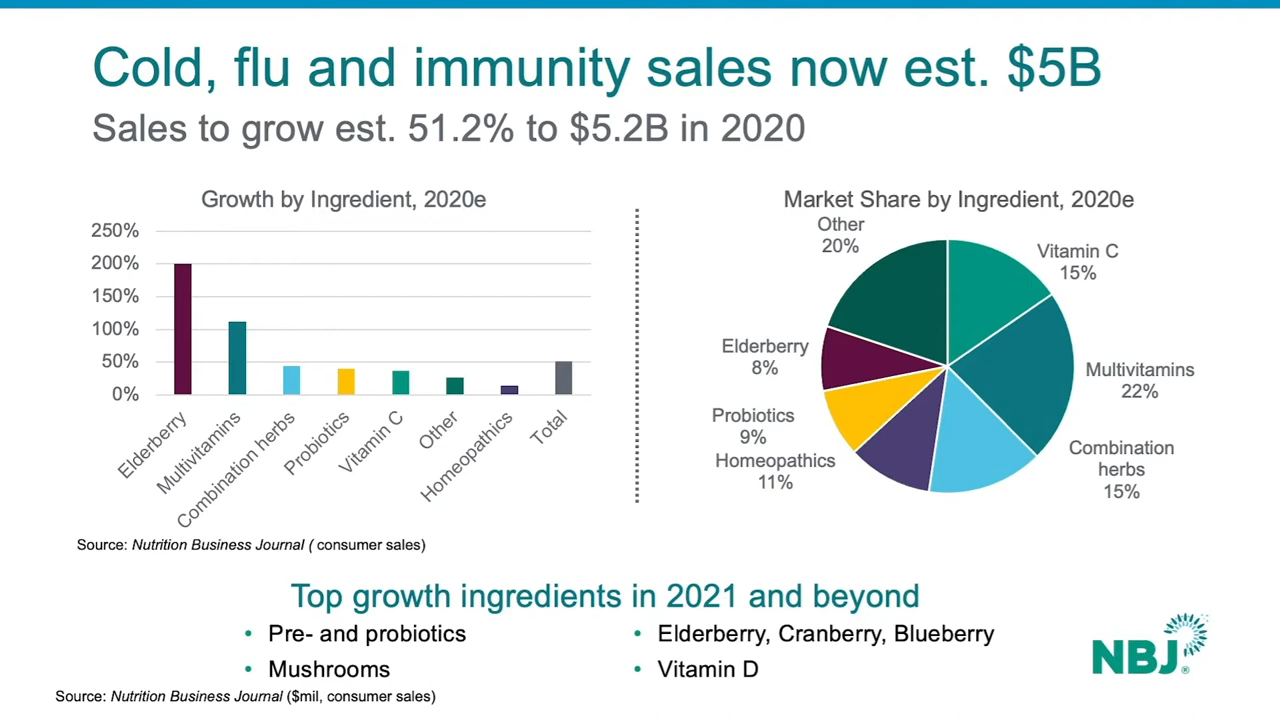 Cold, flu and immunity sales now est. $5B
Sales to grow est. 51.2% to $5.2B in 2020
Growth by Ingredient, 2020e
250%
200%
150%
100%
50%
0%
Elderberry
Multivitamins
Combination herbs
Probiotics
Vitamin C
Other
Homeopathics
Total
Source: Nutrition Business Journal ( consumer sales)
Market Share by Ingredient, 2020e
Other
20%
Vitamin C
15%
Elderberry
8%
Multivitamins
22%
Probiotics
9%
Homeopathics
11%
Combination
herbs
15%
Top growth ingredients in 2021 and beyond
• Pre- and probiotics
• Mushrooms
• Elderberry, Cranberry, Blueberry
• Vitamin D
NBJ®
Source: Nutrition Business Journal ($mil, consumer sales)